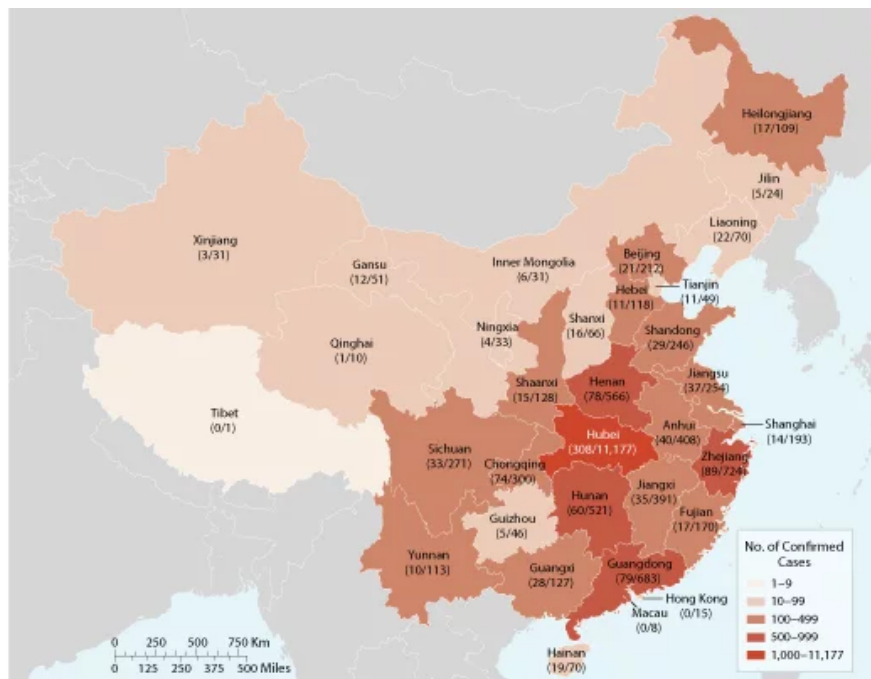 Heilongjiang
(17/109)
Jilin
(5/24)
Liaoning
(22/70)
Xinjiang
(3/31)
Gansu
(12/51)
Inner Mongolia
(6/31)
Beijing
(21/212)
Tianjin
(11/49)
Hebei
(11/118)
Shanxi
(16/66)
Ningxia
(4/33)
Shandong
(29/246)
Qinghai
(1/10)
Shaanxi
(15/128)
Henan
(78/566)
Jiangsu
(37/254)
Tibet
(0/1)
Sichuan
(33/271)
Chongqing
(74/300)
Hubei
(308/11,177)
Anhui
(40/408)
Shanghai
(14/193)
Zhejiang
(89/724)
Hunan
(60/521)
Jiangxi
(35/391)
Guizhou
(5/46)
Fujian
(17/170)
Yunnan
(10/113)
Guangxi
(28/127)
Guangdong
(79/683)
Hong Kong
(0/15)
Macau
(0/8)
Hainan
(19/70)
No. of Confirmed
Cases
1–9
10–99
100–499
500–999
1,000–11,177
0 250 500 750 Km
0 125 250 375 500 Miles